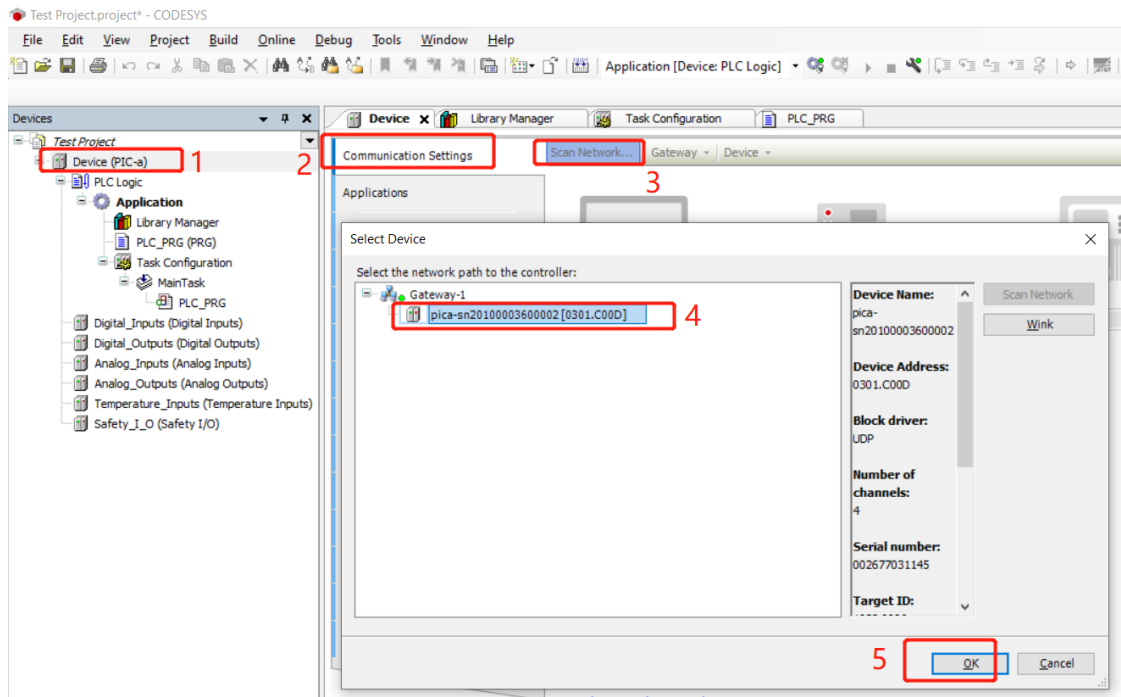 Test Project.project* - CODESYS
File Edit View Project Build Online Debug Tools Window Help
Application [Device: PLC Logic]
Devices
Device
Library Manager
Task Configuration
PLC_PRG
Test Project
Device (PIC-a)
1
PLC Logic
Application
Library Manager
PLC_PRG (PRG)
Task Configuration
MainTask
PLC_PRG
Digital_Inputs (Digital Inputs)
Digital_Outputs (Digital Outputs)
Analog_Inputs (Analog Inputs)
Analog_Outputs (Analog Outputs)
Temperature_Inputs (Temperature Inputs)
Safety_I_O (Safety I/O)
2
Communication Settings
Applications
Scan Network... Gateway Device
3
Select Device
Select the network path to the controller:
Gateway-1
pica-sn20100003600002 [0301.C00D]
4
Device Name:
pica-
sn20100003600002
Device Address:
0301.C00D
Block driver:
UDP
Number of
channels:
4
Serial number:
002677031145
Target ID:
Scan Network
Wink
5
OK
Cancel